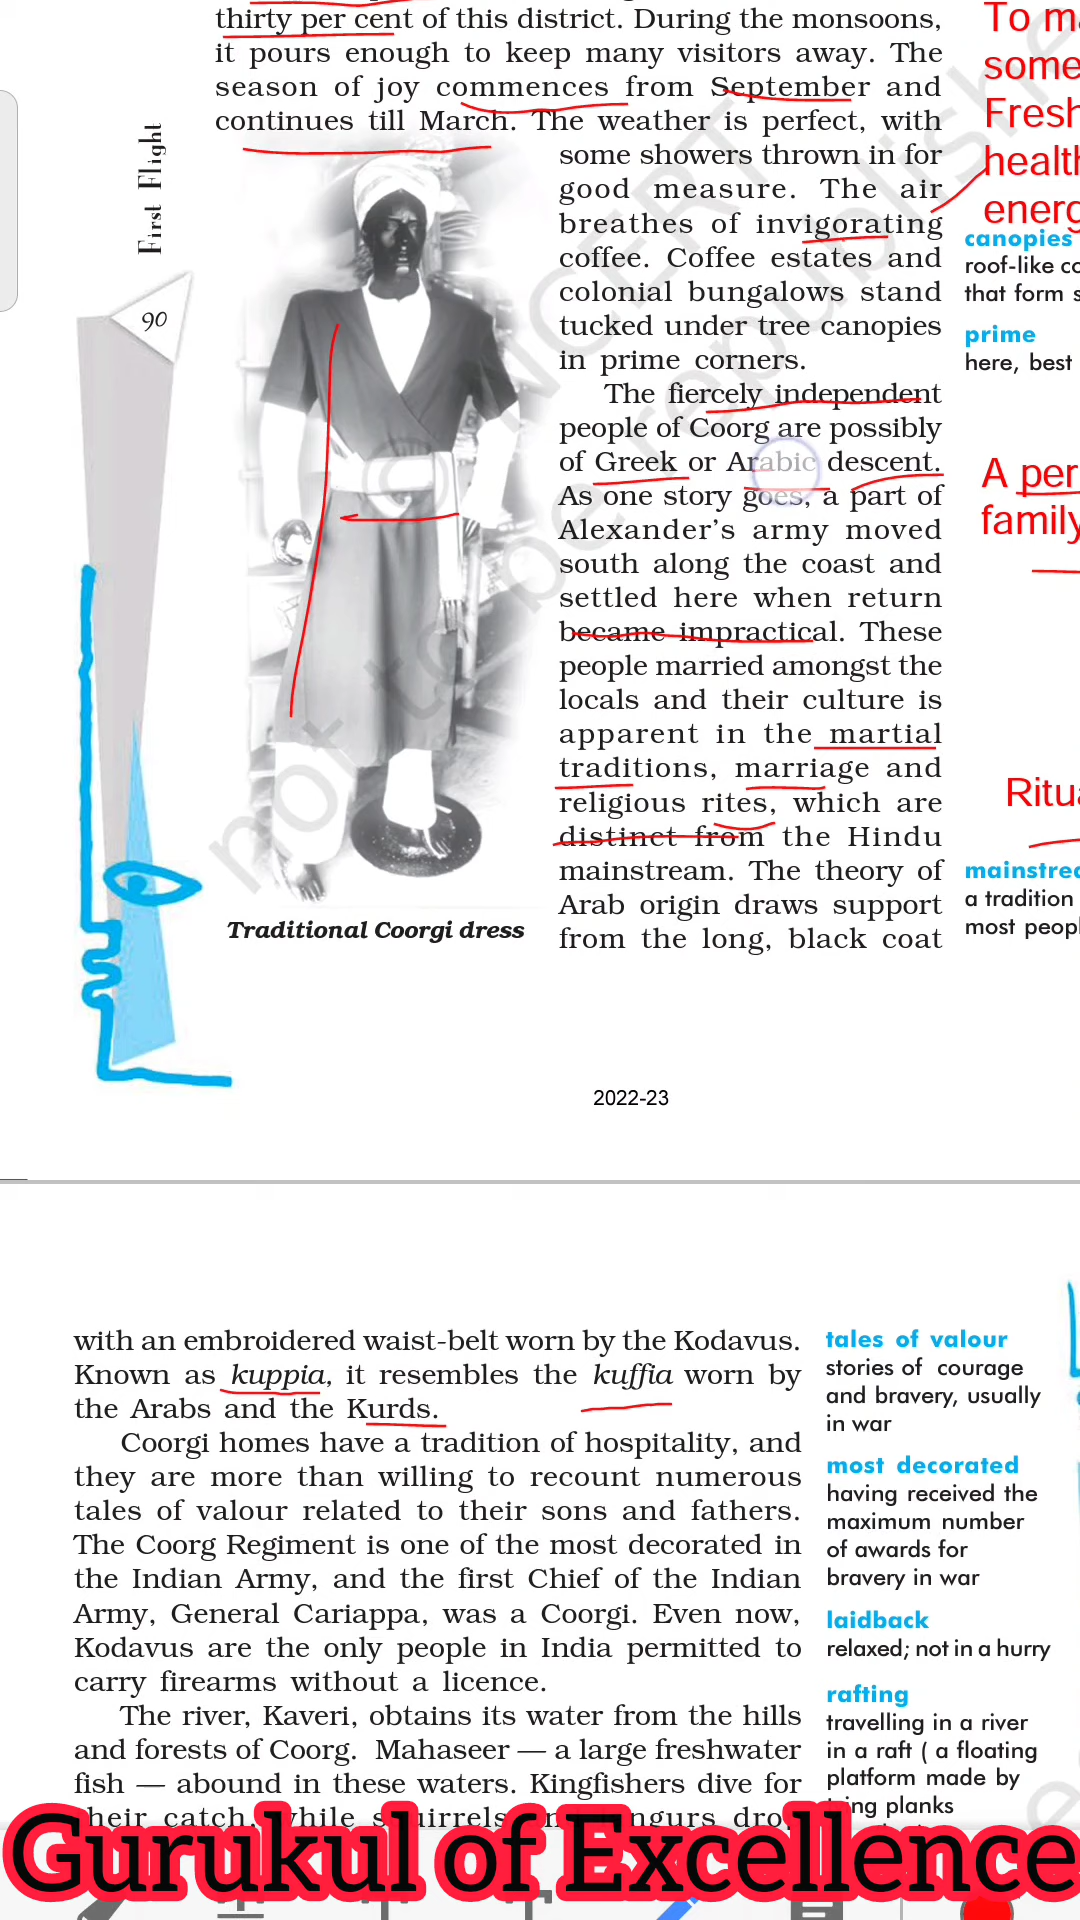 thirty per cent of this district. During the monsoons,
it pours enough to keep many visitors away. The
season of joy commences from September and
continues till March. The weather is perfect, with
some showers thrown in for
good measure. The air
breathes of invigorating
coffee. Coffee estates and
colonial bungalows stand
tucked under tree canopies
in prime corners.
The fiercely independent
people of Coorg are possibly
of Greek or Arabic descent.
As one story goes, a part of
Alexander's army moved
south along the coast and
settled here when return
became impractical. These
people married amongst the
locals and their culture is
apparent in the martial
traditions, marriage and
religious rites, which are
distinct from the Hindu
mainstream. The theory of
Arab origin draws support
from the long, black coat
First Flight
90
Traditional Coorgi dress
To
some
Fresh
canopies
roof-like
that form
prime
here, best
A
family
a tradition
most
© NCERT
not to be republished
2022-23
with an embroidered waist-belt worn by the Kodavus.
Known as kuppia, it resembles the kuffia worn by
the Arabs and the Kurds.
Coorgi homes have a tradition of hospitality, and
they are more than willing to recount numerous
tales of valour related to their sons and fathers.
The Coorg Regiment is one of the most decorated in
the Indian Army, and the first Chief of the Indian
Army, General Cariappa, was a Coorgi. Even now,
Kodavus are the only people in India permitted to
carry firearms without a licence.
The river, Kaveri, obtains its water from the hills
and forests of Coorg. Mahaseer — a large freshwater
fish — abound in these waters. Kingfishers dive for
their catch, while squirrels and langurs drop
tales of valour
stories of courage
and bravery, usually
in war
most decorated
having received the
maximum number
of awards for
bravery in war
laidback
relaxed; not in a hurry
rafting
travelling in a river
in a raft ( a floating
platform made by
tying planks
Gurukul of Excellence